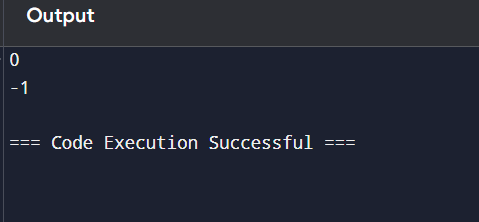 Output
0
-1
=== Code Execution Successful ===